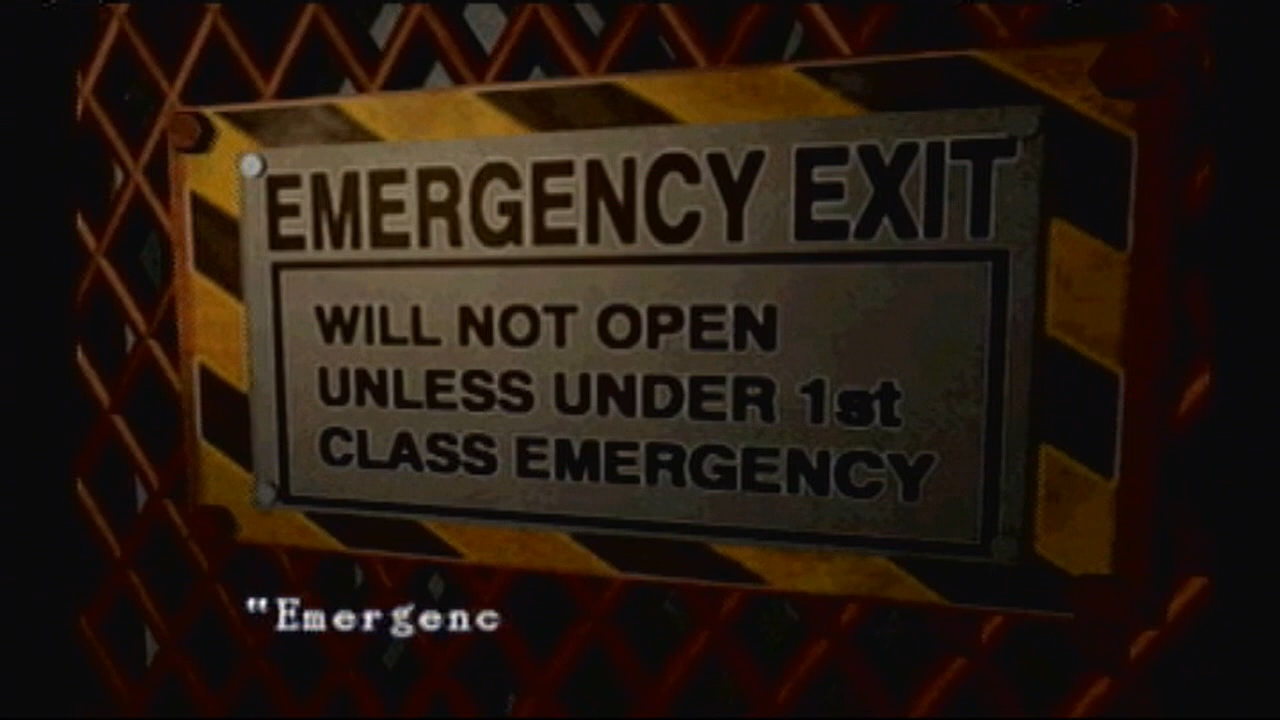 EMERGENCY EXIT
WILL NOT OPEN
UNLESS UNDER 1st
CLASS EMERGENCY
"Emergenc